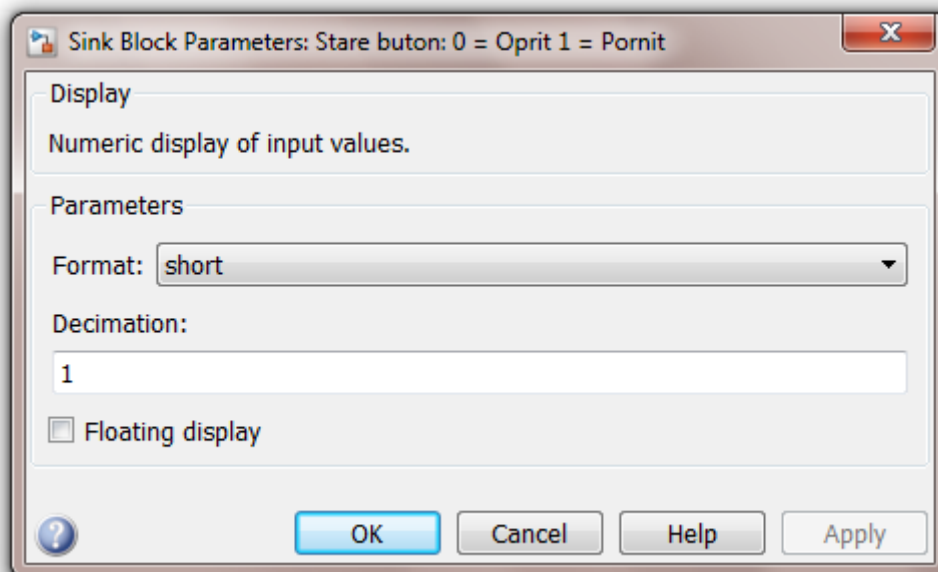 Sink Block Parameters: Stare buton: 0 = Oprit 1 = Pornit
Display
Numeric display of input values.
Parameters
Format: short
Decimation:
1
Floating display
OK Cancel Help Apply